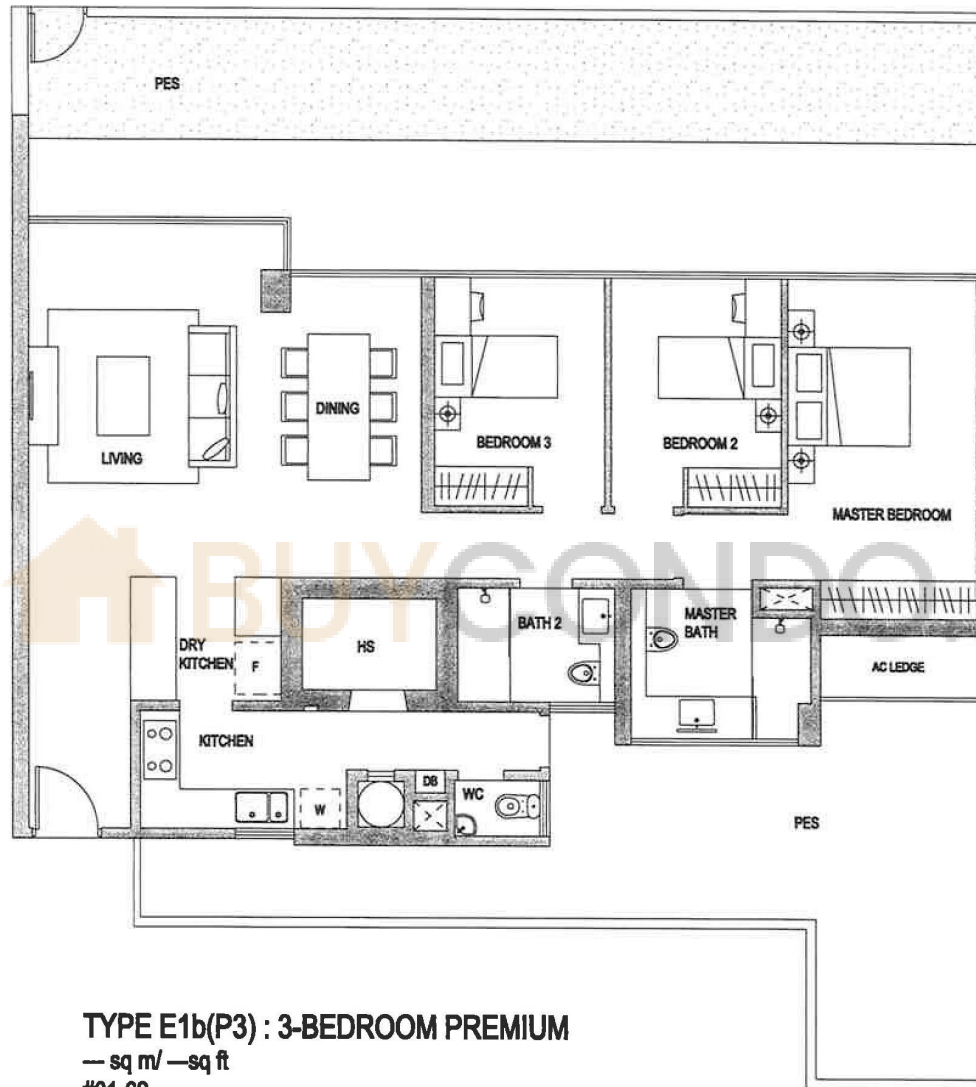 PES
LIVING
DINING
BEDROOM 3
BEDROOM 2
MASTER BEDROOM
BUYCONDO
DRY
KITCHEN
F
HS
BATH 2
MASTER
BATH
AC LEDGE
KITCHEN
W
DB
WC
PES
TYPE E1b(P3) : 3-BEDROOM PREMIUM
— sq m/ —sq ft